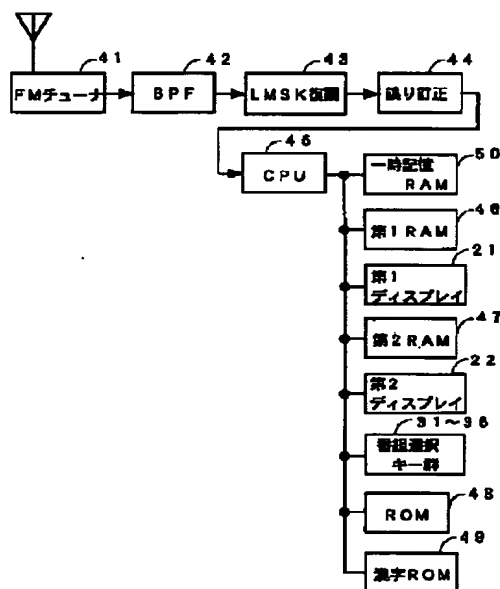 41
42
43
44
FMチューナ
BPF
LMSK復調
誤り訂正
45
CPU
50
一時記憶
RAM
46
第1RAM
21
第1
ディスプレイ
47
第2RAM
22
第2
ディスプレイ
31~36
番組選択
キー群
48
ROM
49
漢字ROM